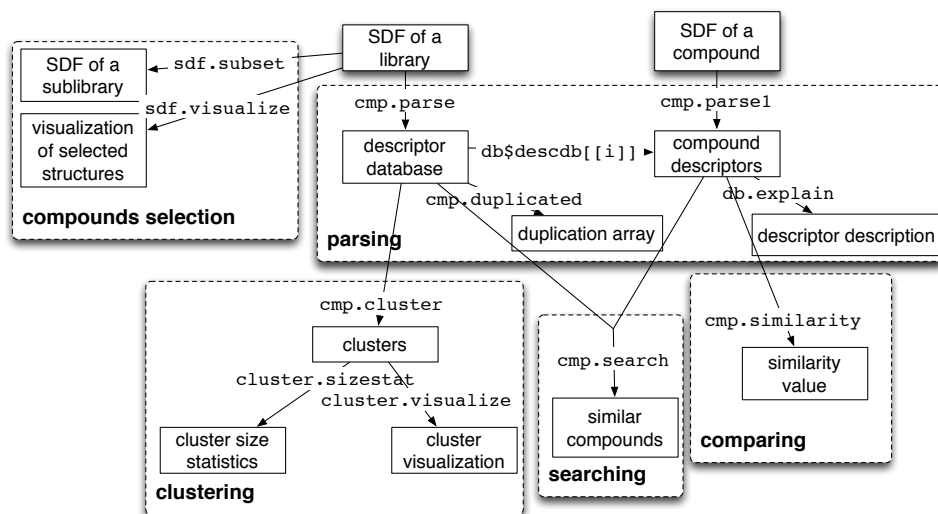 SDF of a
library
SDF of a
compound
SDF of a
sublibrary
sdf.subset
sdf.visualize
visualization
of selected
structures
compounds selection
cmp.parse
cmp.parse1
descriptor
database
db$descdb[[i]]
compound
descriptors
cmp.duplicated
db.explain
duplication array
descriptor description
parsing
cmp.cluster
clusters
cluster.sizestat
cluster.visualize
cluster size
statistics
cluster
visualization
clustering
cmp.search
similar
compounds
searching
cmp.similarity
similarity
value
comparing